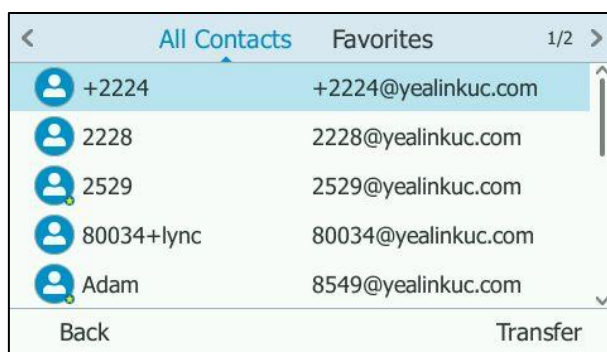 < All Contacts Favorites 1/2 >
+2224 +2224@yealinkuc.com
2228 2228@yealinkuc.com
2529 2529@yealinkuc.com
80034+lync 80034@yealinkuc.com
Adam 8549@yealinkuc.com
Back Transfer